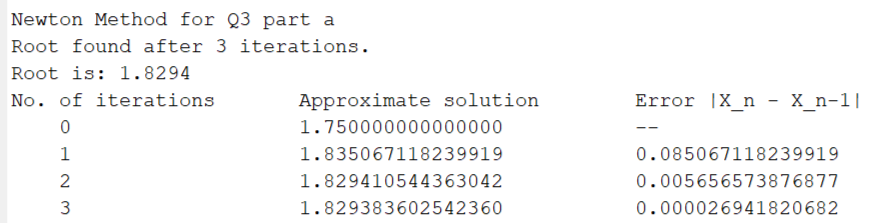 Newton Method for Q3 part a
Root found after 3 iterations.
Root is: 1.8294
No. of iterations Approximate solution Error |X_n - X_n-1|
0 1.750000000000000 --
1 1.835067118239919 0.085067118239919
2 1.829410544363042 0.005656573876877
3 1.829383602542360 0.000026941820682